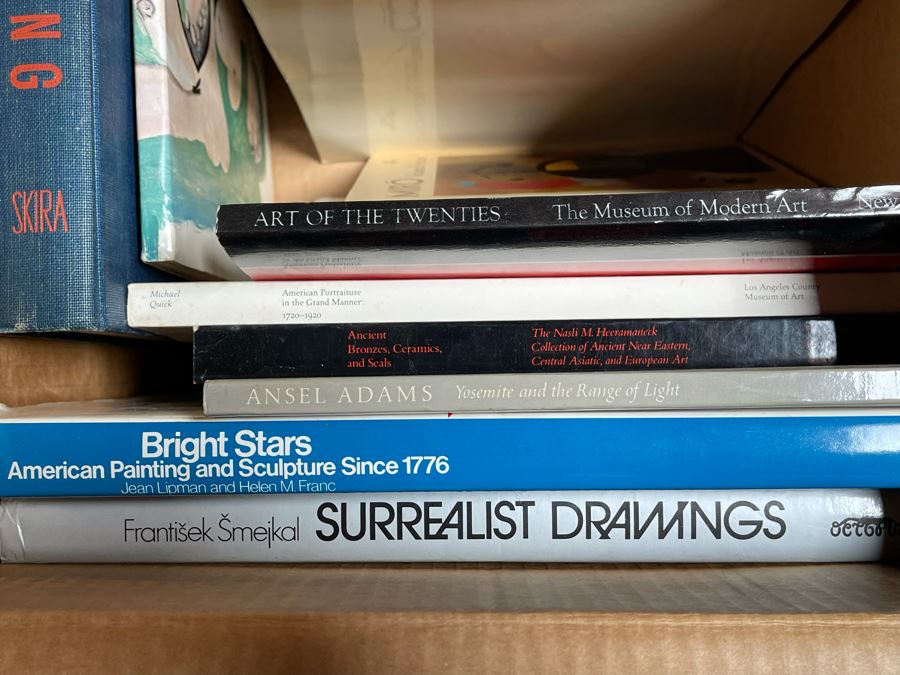 NG
SKIRA
ART OF THE TWENTIES The Museum of Modern Art New
Michael
Quick
American Portraiture
in the Grand Manner:
1720–1920
Los Angeles County
Museum of Art
Ancient
Bronzes, Ceramics,
and Seals
The Nasli M. Heeramaneck
Collection of Ancient Near Eastern,
Central Asiatic, and European Art
ANSEL ADAMS Yosemite and the Range of Light
Bright Stars
American Painting and Sculpture Since 1776
Jean Lipman and Helen M. Franc
František Šmejkal SURREALIST DRAWINGS